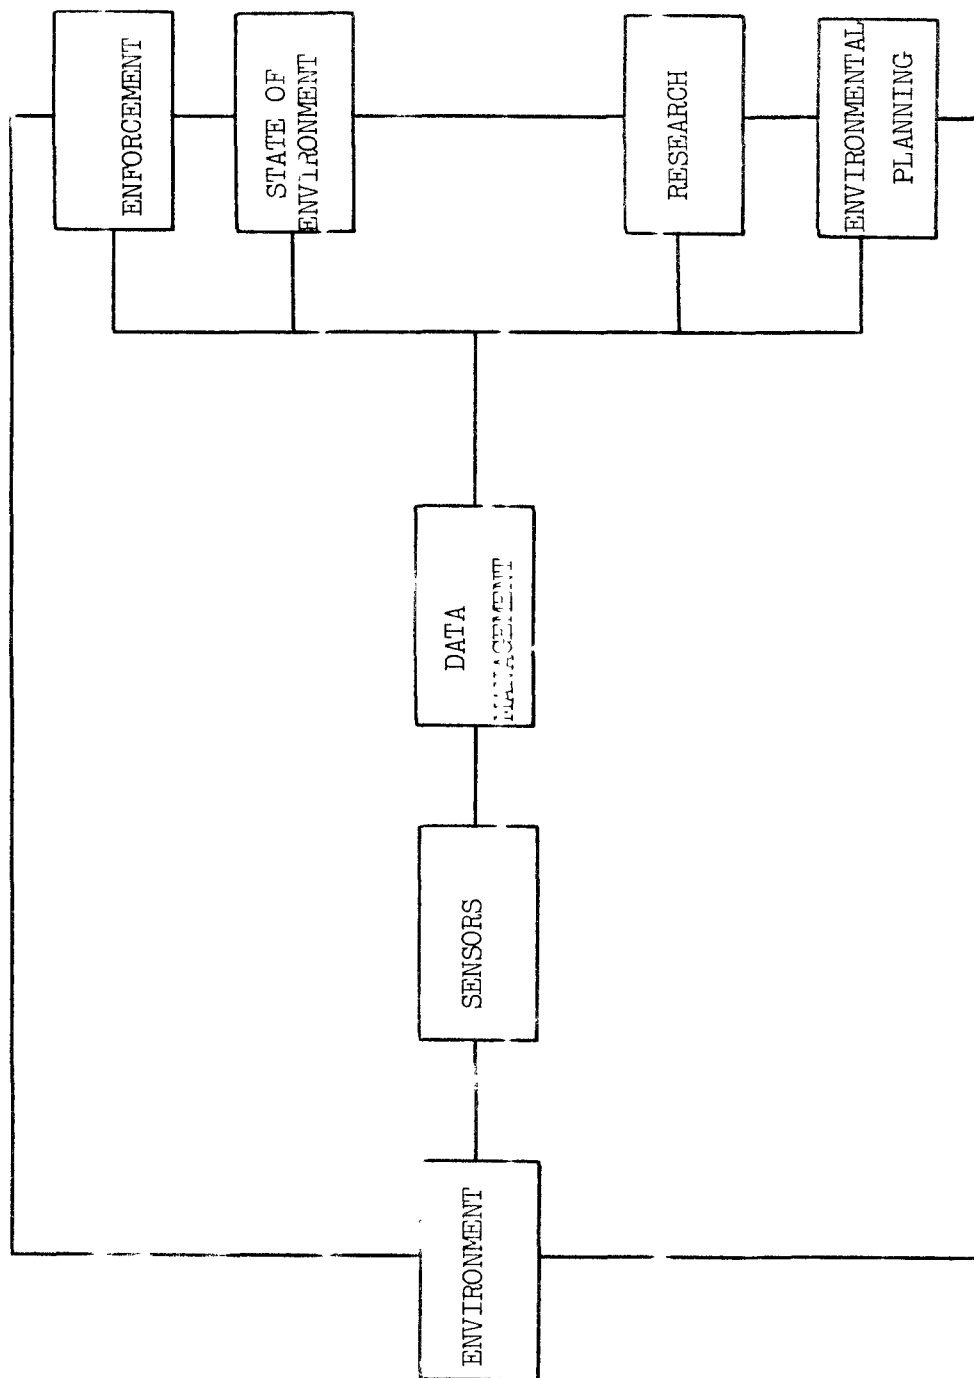 ENVIRONMENT
SENSORS
DATA
MANAGEMENT
ENFORCEMENT
STATE OF
ENVIRONMENT
RESEARCH
ENVIRONMENTAL
PLANNING